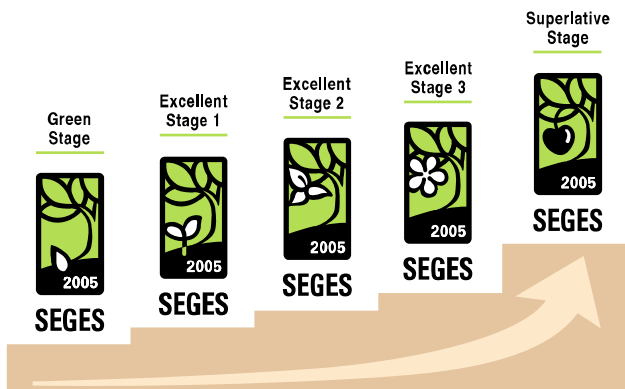 Green
Stage
2005
SEGES
Excellent
Stage 1
2005
SEGES
Excellent
Stage 2
2005
SEGES
Excellent
Stage 3
2005
SEGES
Superlative
Stage
2005
SEGES